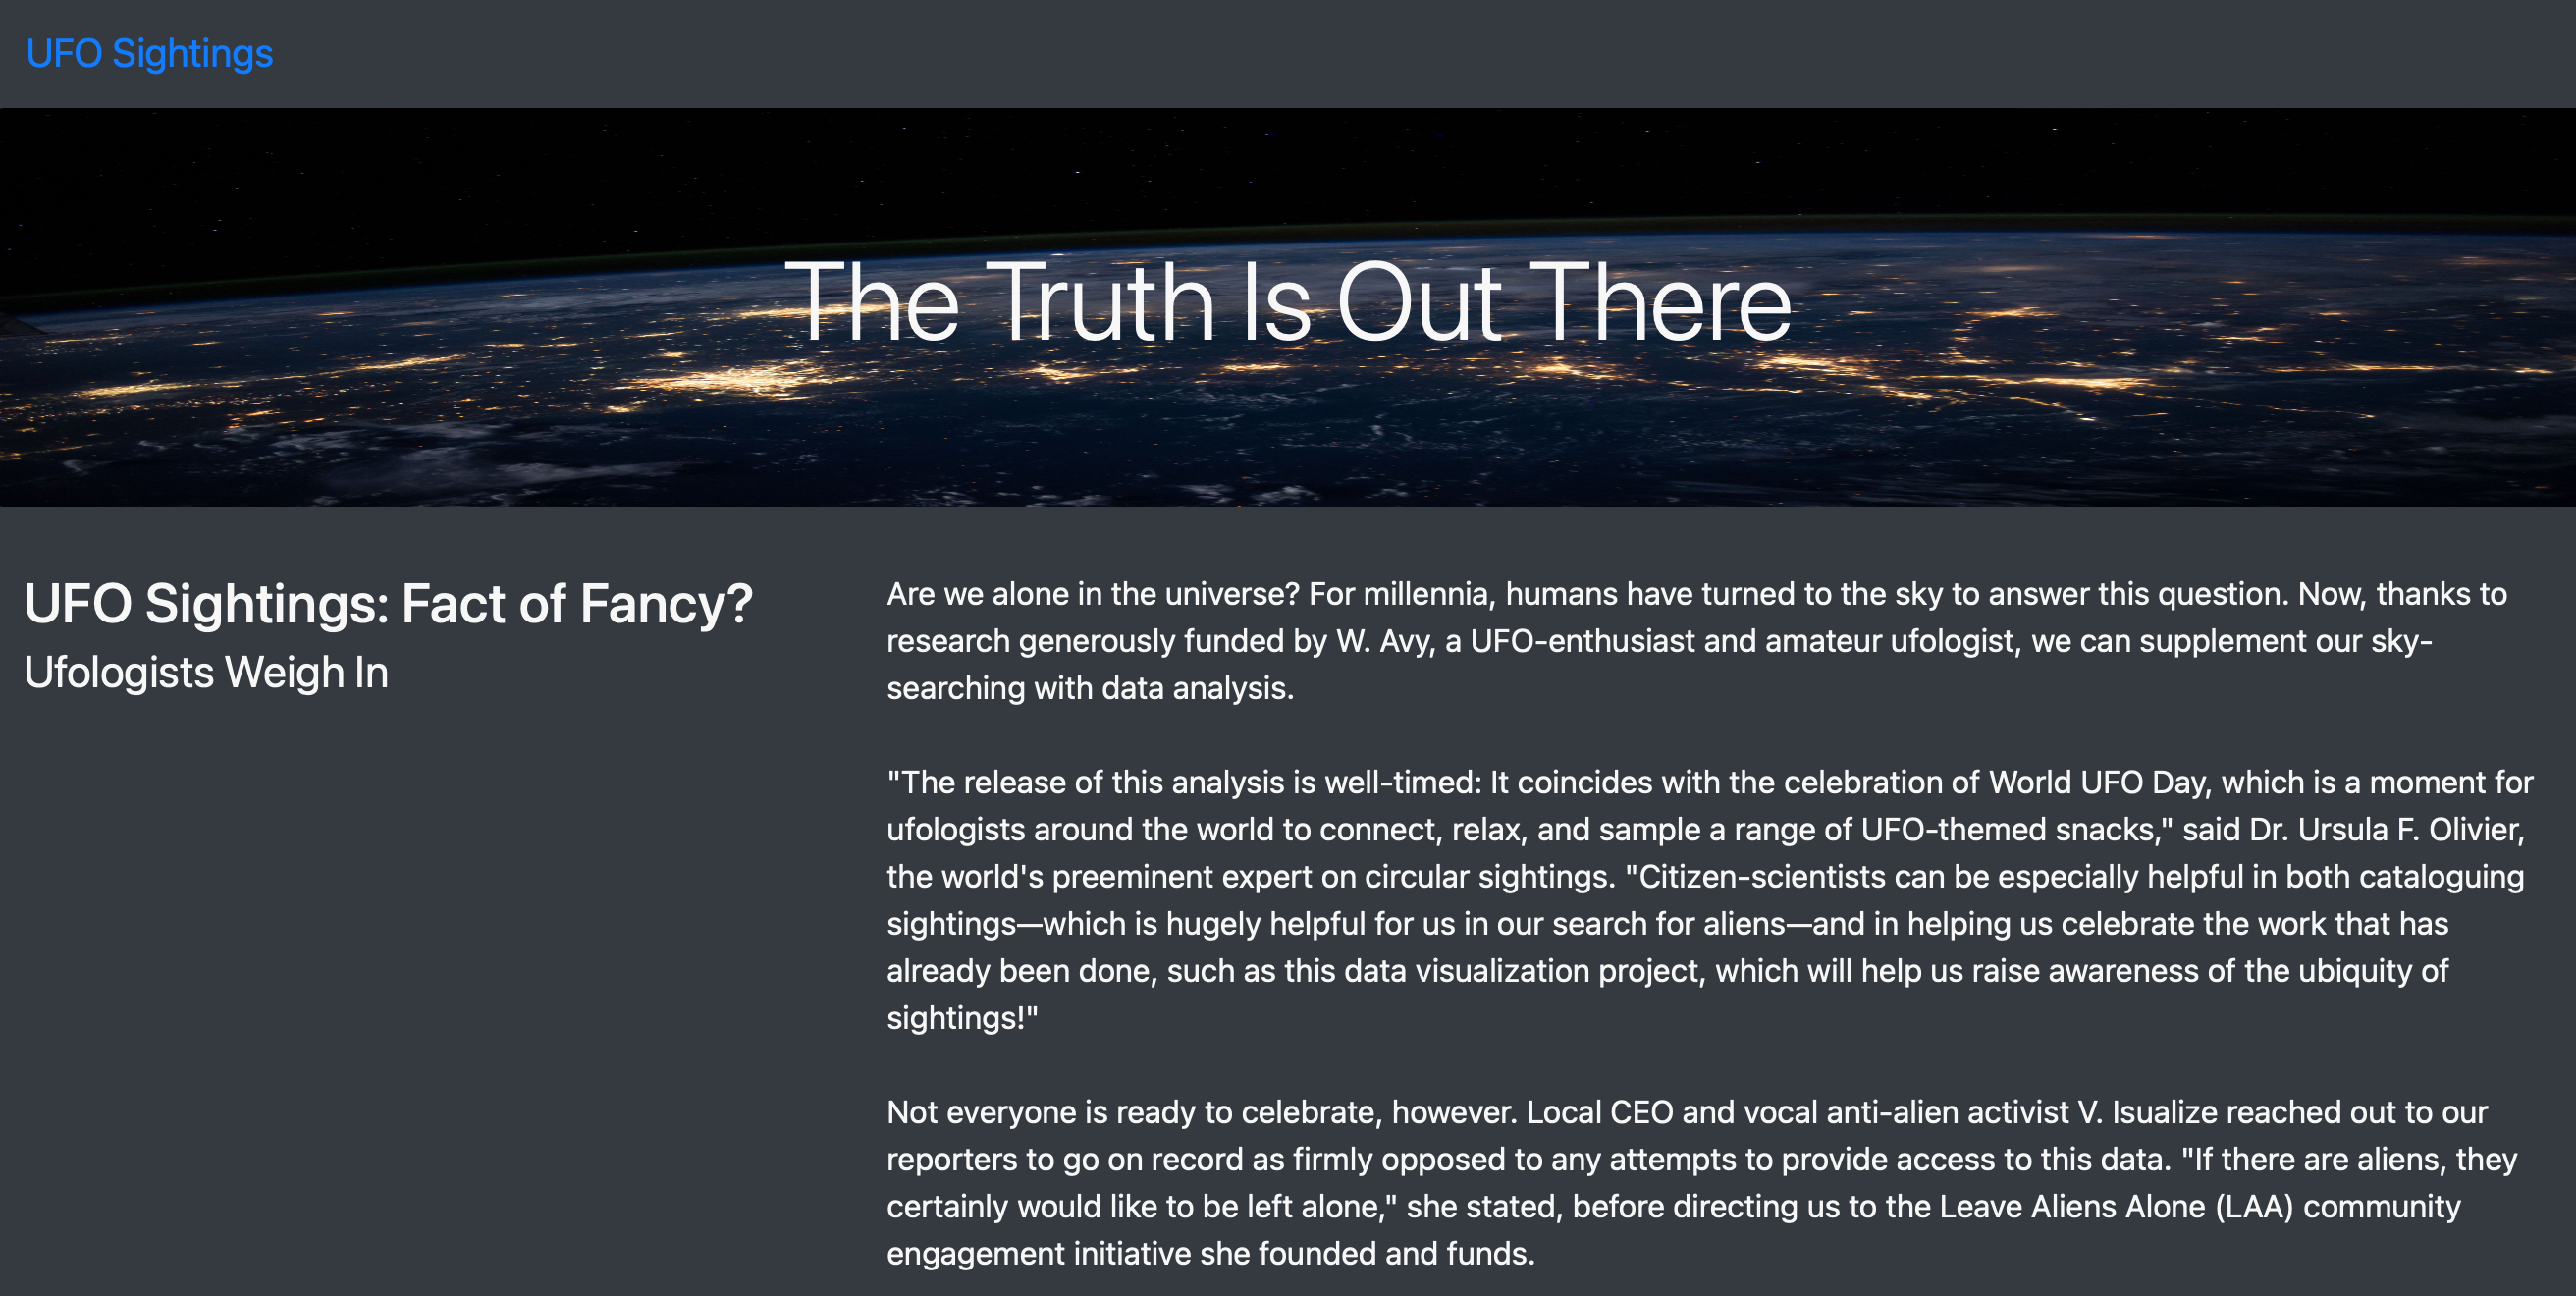 UFO Sightings
The Truth Is Out There
UFO Sightings: Fact of Fancy?
Ufologists Weigh In
Are we alone in the universe? For millennia, humans have turned to the sky to answer this question. Now, thanks to
research generously funded by W. Avy, a UFO-enthusiast and amateur ufologist, we can supplement our sky-
searching with data analysis.
"The release of this analysis is well-timed: It coincides with the celebration of World UFO Day, which is a moment for
ufologists around the world to connect, relax, and sample a range of UFO-themed snacks," said Dr. Ursula F. Olivier,
the world's preeminent expert on circular sightings. "Citizen-scientists can be especially helpful in both cataloguing
sightings—which is hugely helpful for us in our search for aliens—and in helping us celebrate the work that has
already been done, such as this data visualization project, which will help us raise awareness of the ubiquity of
sightings!"
Not everyone is ready to celebrate, however. Local CEO and vocal anti-alien activist V. Isualize reached out to our
reporters to go on record as firmly opposed to any attempts to provide access to this data. "If there are aliens, they
certainly would like to be left alone," she stated, before directing us to the Leave Aliens Alone (LAA) community
engagement initiative she founded and funds.